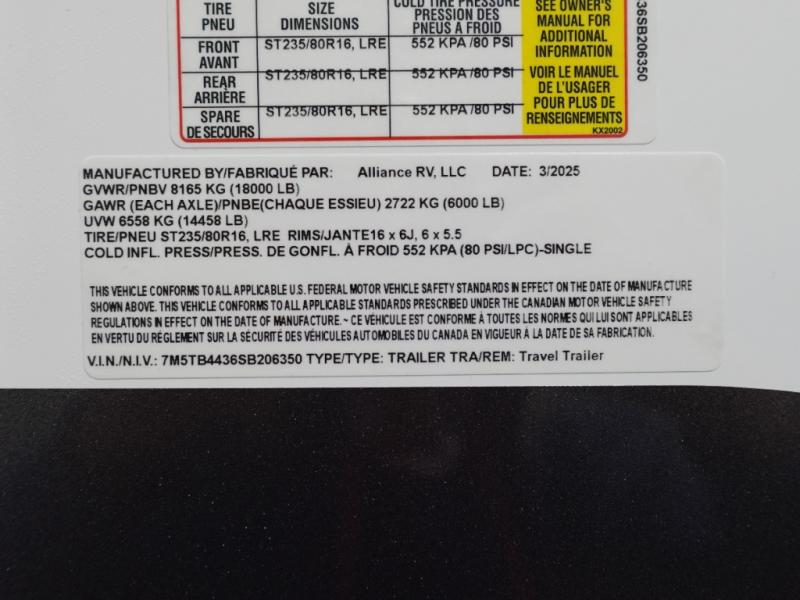 TIRE SIZE COLD TIRE PRESSURE SEE OWNER'S
PNEU DIMENSIONS PRESSION DES MANUAL FOR
PNEUS A FROID ADDITIONAL
INFORMATION
FRONT ST235/80R16, LRE 552 KPA /80 PSI
AVANT
REAR ST235/80R16, LRE 552 KPA /80 PSI VOIR LE MANUEL
ARRIÈRE DE L'USAGER
SPARE ST235/80R16, LRE 552 KPA /80 PSI POUR PLUS DE
DE SECOURS RENSEIGNEMENTS
KX2002
36SB206350
MANUFACTURED BY/FABRIQUÉ PAR: Alliance RV, LLC DATE: 3/2025
GVWR/PNBV 8165 KG (18000 LB)
GAWR (EACH AXLE)/PNBE(CHAQUE ESSIEU) 2722 KG (6000 LB)
UVW 6558 KG (14458 LB)
TIRE/PNEU ST235/80R16, LRE RIMS/JANTE16 x 6J, 6 x 5.5
COLD INFL. PRESS/PRESS. DE GONFL. À FROID 552 KPA (80 PSI/LPC)-SINGLE
THIS VEHICLE CONFORMS TO ALL APPLICABLE U.S. FEDERAL MOTOR VEHICLE SAFETY STANDARDS IN EFFECT ON THE DATE OF MANUFACTURE
SHOWN ABOVE. THIS VEHICLE CONFORMS TO ALL APPLICABLE STANDARDS PRESCRIBED UNDER THE CANADIAN MOTOR VEHICLE SAFETY
REGULATIONS IN EFFECT ON THE DATE OF MANUFACTURE. ~ CE VÉHICULE EST CONFORME À TOUTES LES NORMES QUI LUI SONT APPLICABLES
EN VERTU DU RÉGLEMENT SUR LA SÉCURITÉ DES VÉHICULES AUTOMOBILES DU CANADA EN VIGUEUR À LA DATE DE SA FABRICATION.
V.I.N./N.I.V.: 7M5TB4436SB206350 TYPE/TYPE: TRAILER TRA/REM: Travel Trailer